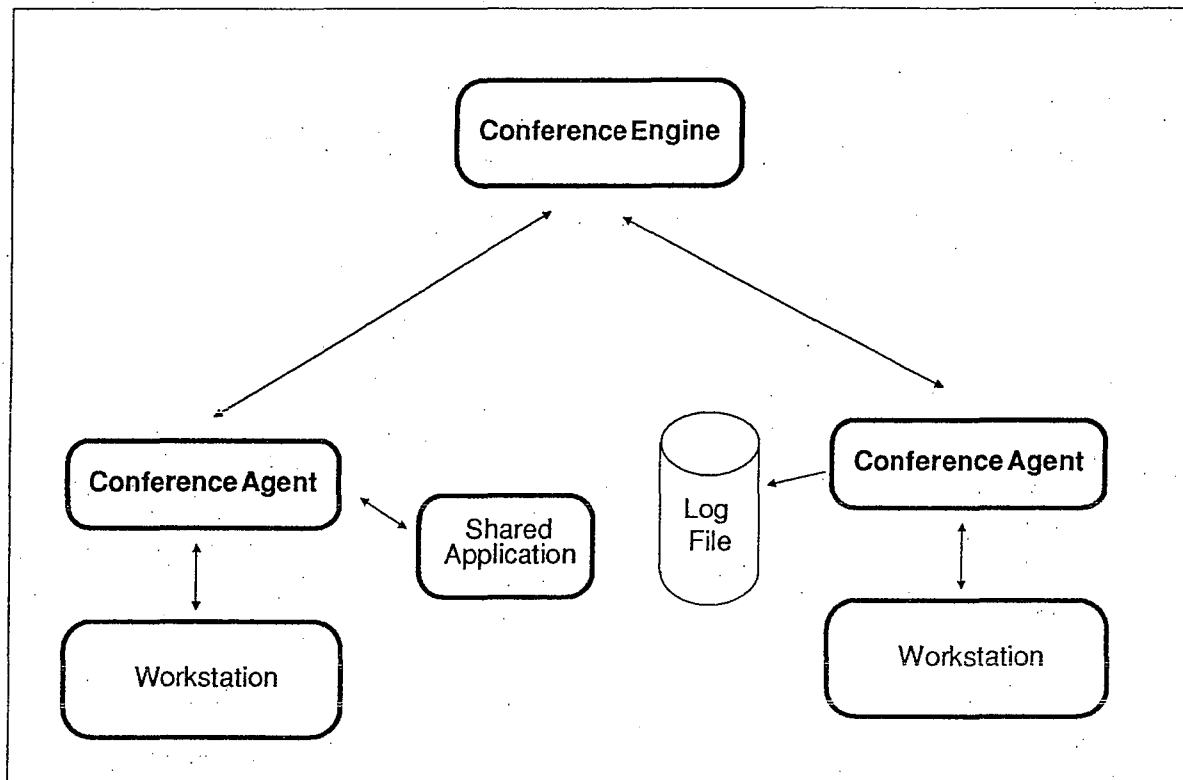 Conference Engine
Conference Agent
Conference Agent
Shared
Application
Log
File
Workstation
Workstation